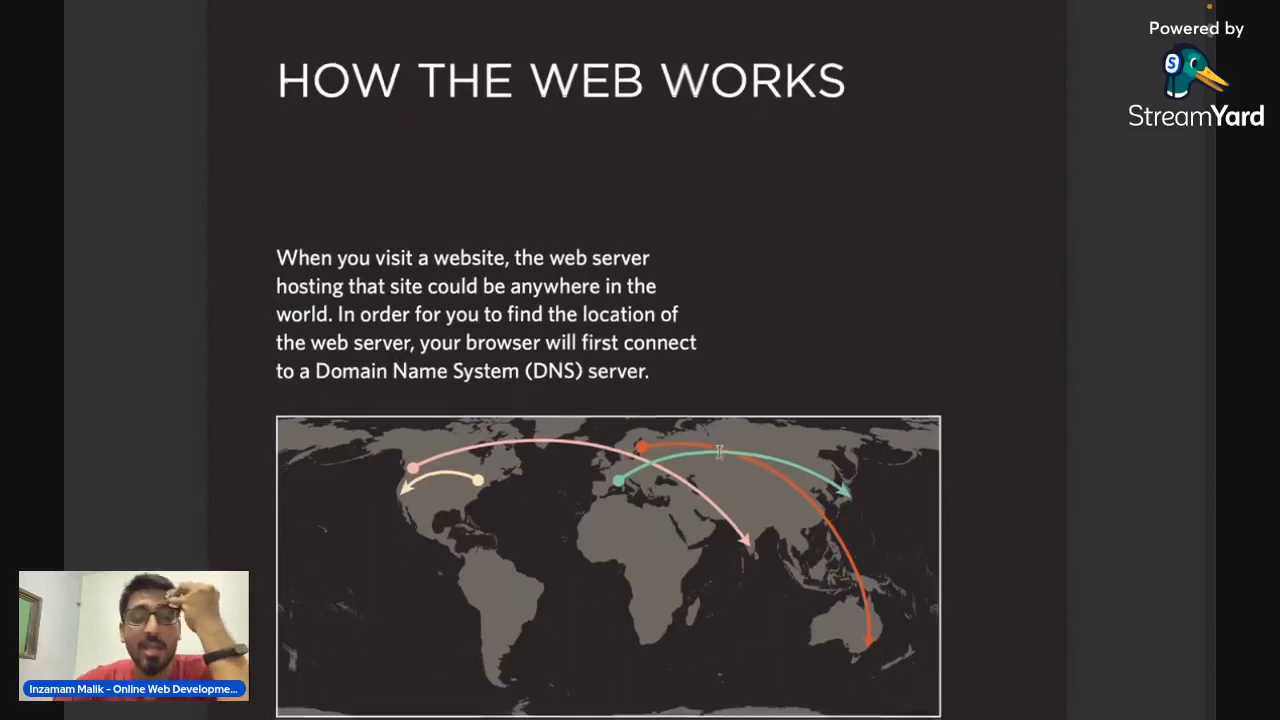 HOW THE WEB WORKS
When you visit a website, the web server
hosting that site could be anywhere in the
world. In order for you to find the location of
the web server, your browser will first connect
to a Domain Name System (DNS) server.
Powered by
S
StreamYard
Inzamam Malik - Online Web Developme...